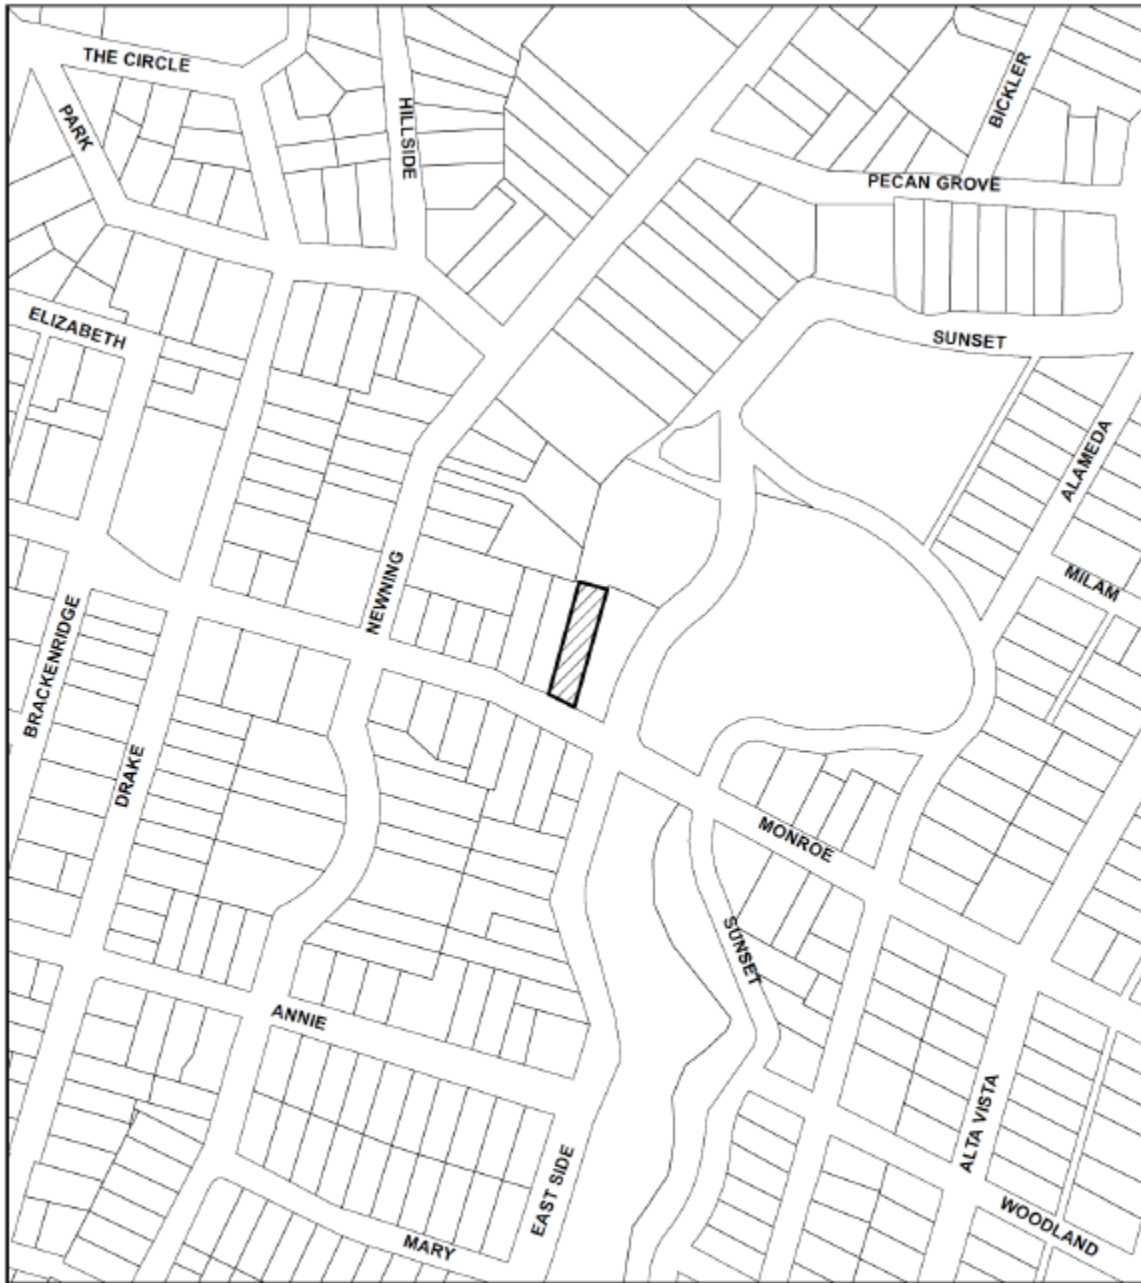 THE CIRCLE
BICKLER
HILLSIDE
PARK
PECAN GROVE
ELIZABETH
SUNSET
ALAMEDA
NEWNING
MILAM
BRACKENRIDGE
DRAKE
MONROE
SUNSET
ANNIE
ALTA VISTA
EAST SIDE
WOODLAND
MARY